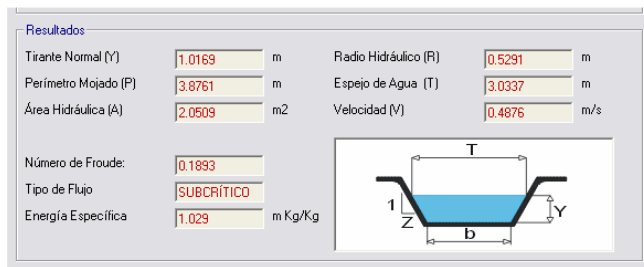 Resultados
Tirante Normal (Y) 1.0169 m Radio Hidráulico (R) 0.5291 m
Perímetro Mojado (P) 3.8761 m Espejo de Agua (T) 3.0337 m
Área Hidráulica (A) 2.0509 m2 Velocidad (V) 0.4876 m/s
Número de Froude: 0.1893
Tipo de Flujo SUBCRÍTICO
Energía Específica 1.029 m Kg/Kg
T
1
Z
Y
b